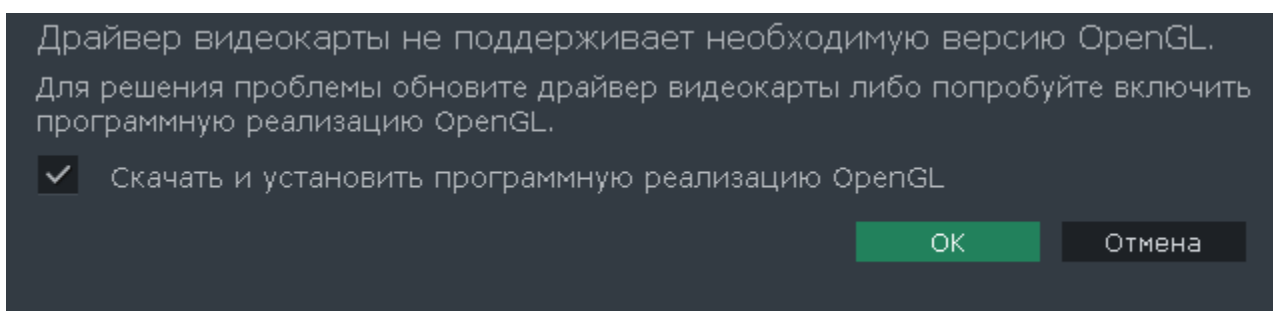 Драйвер видеокарты не поддерживает необходимую версию OpenGL.
Для решения проблемы обновите драйвер видеокарты либо попробуйте включить
программную реализацию OpenGL.
Скачать и установить программную реализацию OpenGL
ОК Отмена